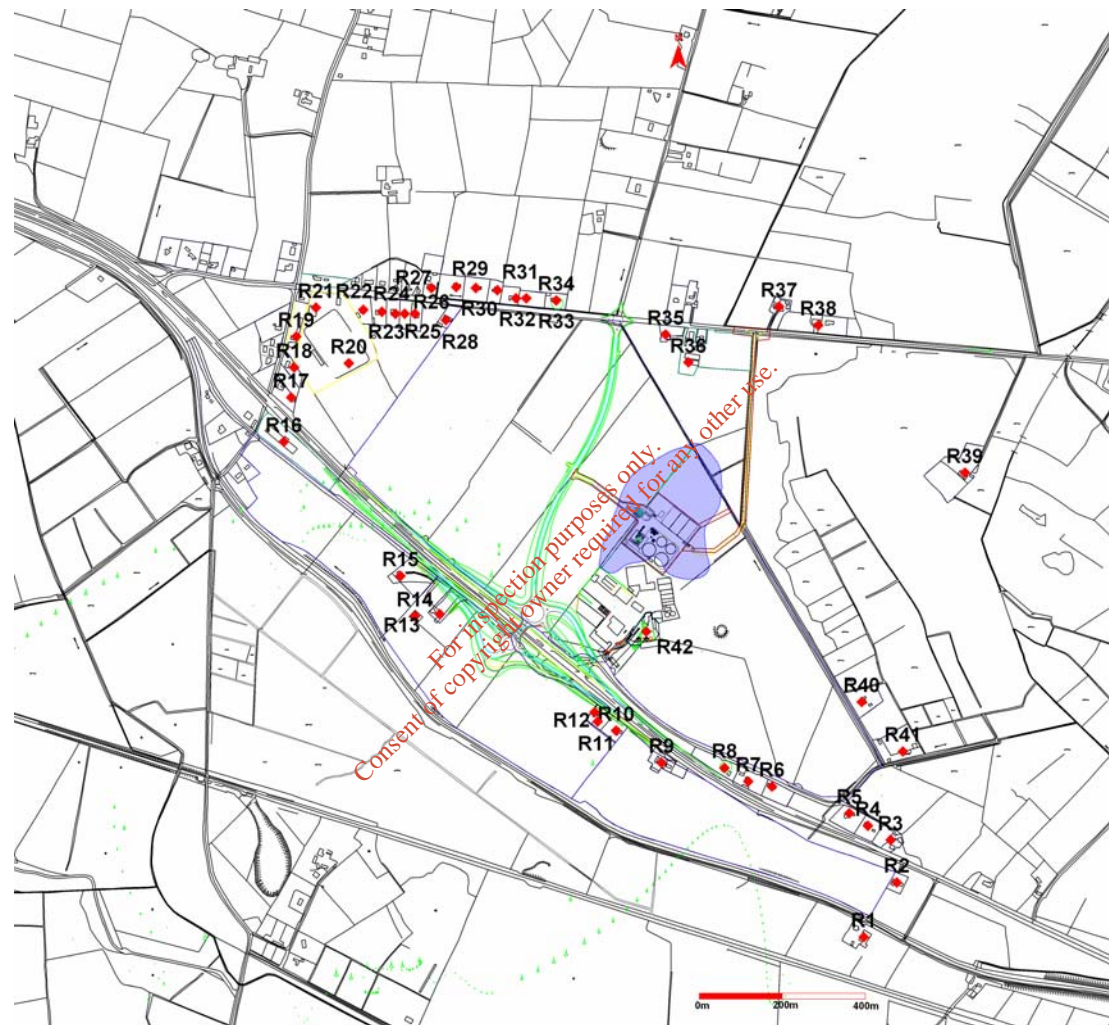 R27 R29 R31 R34
R21 R22 R24 R26 R30
R32 R33
R23 R25
R28
R19
R18 R20
R17
R16
R35
R36
R37
R38
R39
R15
R14
R13
R42
R12 R10
R11
R9
R8
R7 R6
R40
R41
R5
R4
R3
R2
R1
For inspection purposes only.
Consent of copyright owner required for any other use.
0m 200m 400m